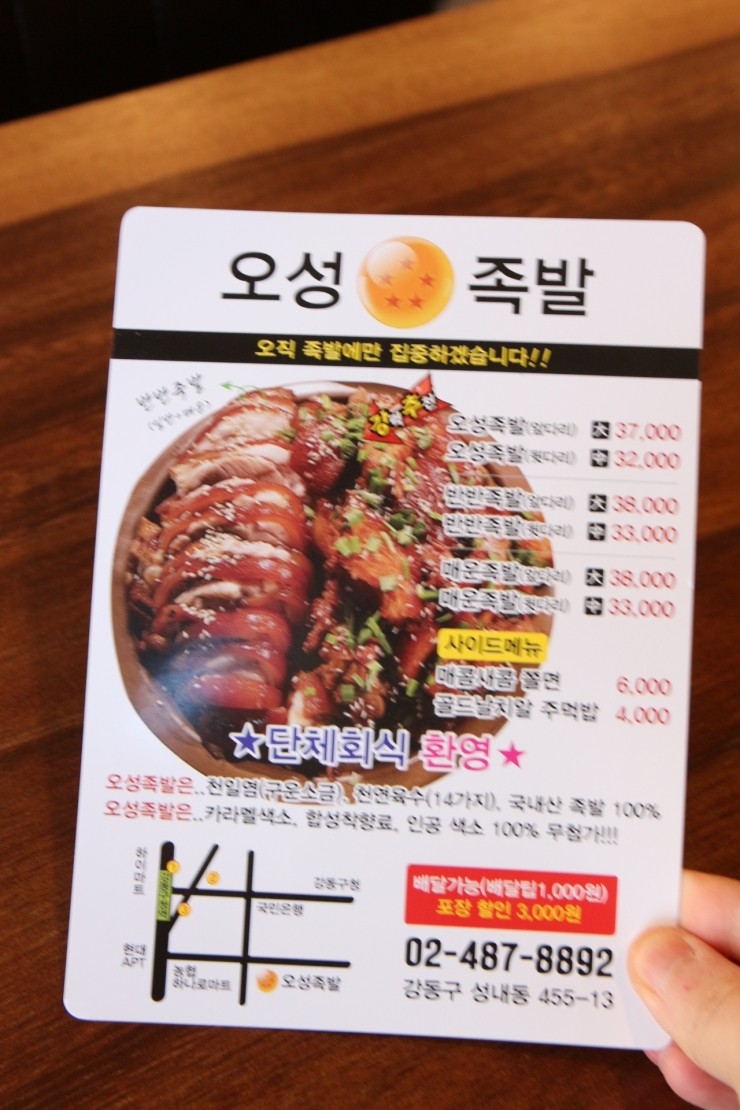 오성 족발
오직 족발에만 집중하겠습니다!!
반반족발
(일반+매운)
강력추천
오성족발(앞다리) 大 37,000
오성족발(뒷다리) 中 32,000
반반족발(앞다리) 大 38,000
반반족발(뒷다리) 中 33,000
매운족발(앞다리) 大 38,000
매운족발(뒷다리) 中 33,000
사이드메뉴
매콤새콤 쫄면 6,000
골드날치알 주먹밥 4,000
★단체회식 환영★
오성족발은..천일염(구운소금), 천연육수(14가지), 국내산 족발 100%
오성족발은..카라멜색소, 합성착향료, 인공 색소 100% 무첨가!!!
하이마트
1
2
3
강동구청
국민은행
현대
APT
농협
하나로마트
오성족발
배달가능(배달팁1,000원)
포장 할인 3,000원
02-487-8892
강동구 성내동 455-13